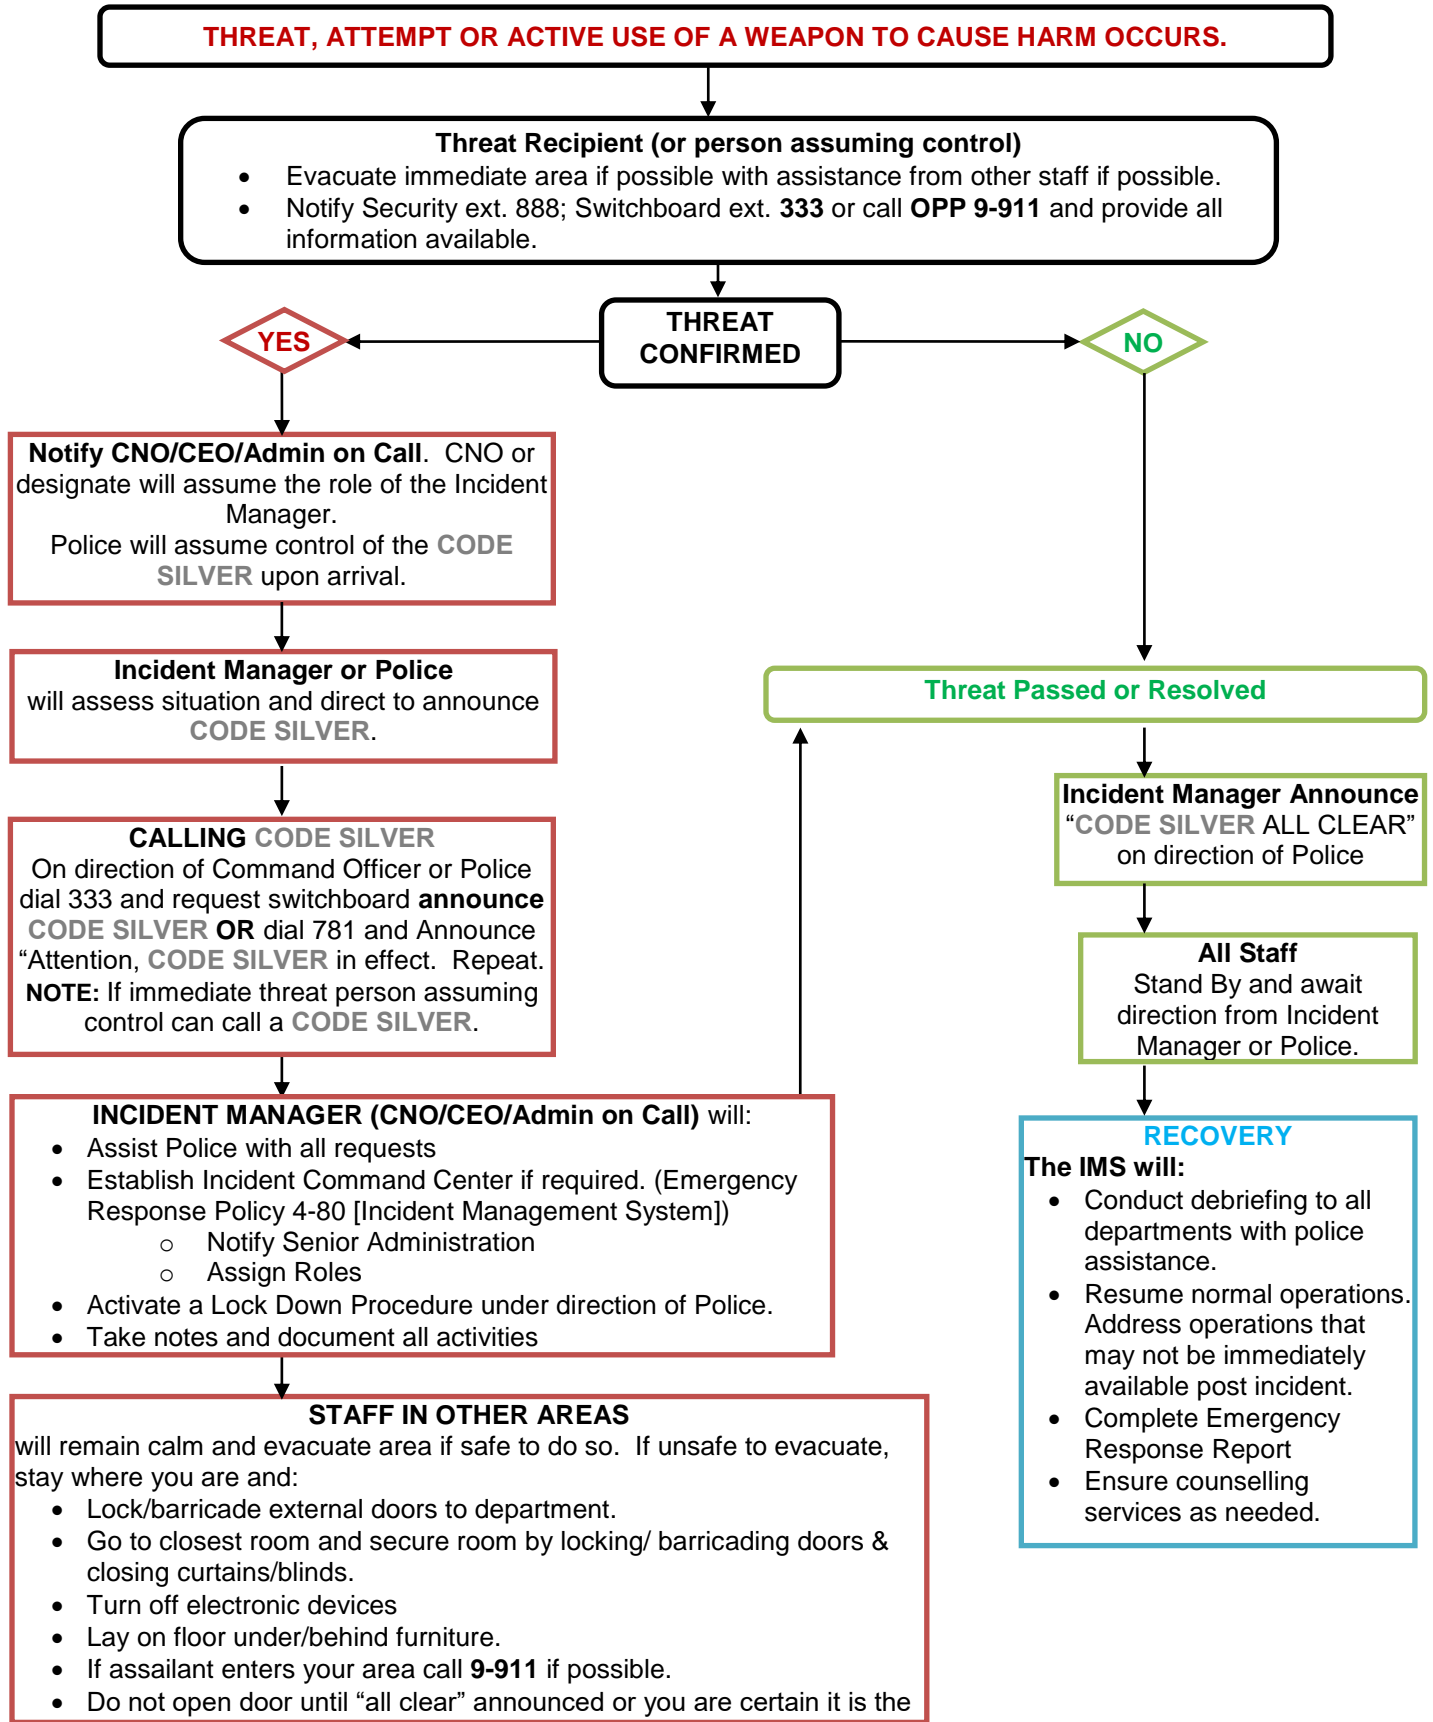 THREAT, ATTEMPT OR ACTIVE USE OF A WEAPON TO CAUSE HARM OCCURS.
Threat Recipient (or person assuming control)
• Evacuate immediate area if possible with assistance from other staff if possible.
• Notify Security ext. 888; Switchboard ext. 333 or call OPP 9-911 and provide all
information available.
THREAT
CONFIRMED
YES
NO
Notify CNO/CEO/Admin on Call. CNO or
designate will assume the role of the Incident
Manager.
Police will assume control of the CODE
SILVER upon arrival.
Incident Manager or Police
will assess situation and direct to announce
CODE SILVER.
CALLING CODE SILVER
On direction of Command Officer or Police
dial 333 and request switchboard announce
CODE SILVER OR dial 781 and Announce
“Attention, CODE SILVER in effect. Repeat.
NOTE: If immediate threat person assuming
control can call a CODE SILVER.
INCIDENT MANAGER (CNO/CEO/Admin on Call) will:
• Assist Police with all requests
• Establish Incident Command Center if required. (Emergency
Response Policy 4-80 [Incident Management System])
o Notify Senior Administration
o Assign Roles
• Activate a Lock Down Procedure under direction of Police.
• Take notes and document all activities
STAFF IN OTHER AREAS
will remain calm and evacuate area if safe to do so. If unsafe to evacuate,
stay where you are and:
• Lock/barricade external doors to department.
• Go to closest room and secure room by locking/ barricading doors &
closing curtains/blinds.
• Turn off electronic devices
• Lay on floor under/behind furniture.
• If assailant enters your area call 9-911 if possible.
• Do not open door until “all clear” announced or you are certain it is the
Threat Passed or Resolved
Incident Manager Announce
“CODE SILVER ALL CLEAR”
on direction of Police
All Staff
Stand By and await
direction from Incident
Manager or Police.
RECOVERY
The IMS will:
• Conduct debriefing to all
departments with police
assistance.
• Resume normal operations.
Address operations that
may not be immediately
available post incident.
• Complete Emergency
Response Report
• Ensure counselling
services as needed.